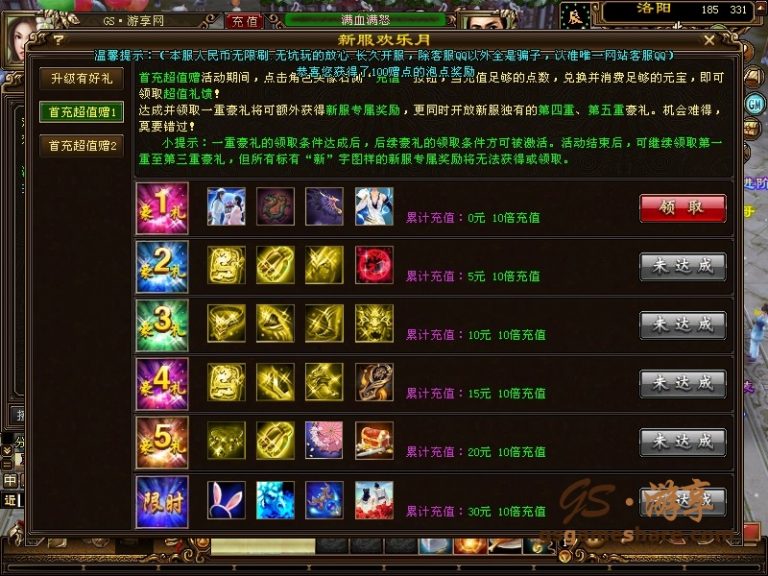 GS·游享网
充值
满血满怒
辰
洛阳
185 331
?
新服欢乐月
温馨提示:(本服人民币无限刷 无坑玩的放心 长久开服,除客服QQ以外全是骗子,认准唯一网站客服QQ)
恭喜您获得了100赠点的泡点奖励
升级有好礼
首充超值赠1
首充超值赠2
首充超值赠活动期间,点击角色头像右侧"充值"按钮,当充值足够的点数,兑换并消费足够的元宝,即可
领取超值礼馈!
达成并领取一重豪礼将可额外获得新服专属奖励,更同时开放新服独有的第四重、第五重豪礼。机会难得,
莫要错过!
小提示:一重豪礼的领取条件达成后,后续豪礼的领取条件方可被激活。活动结束后,可继续领取第一
重至第三重豪礼,但所有标有"新"字图样的新服专属奖励将无法获得或领取。
豪1礼
累计充值:0元 10倍充值
领取
豪2礼
累计充值:5元 10倍充值
未达成
豪3礼
累计充值:10元 10倍充值
未达成
豪4礼
累计充值:15元 10倍充值
未达成
豪5礼
累计充值:20元 10倍充值
未达成
限时
累计充值:30元 10倍充值
未达成
GS·游享
gsgameshare.com
GM
进阶
甲
近